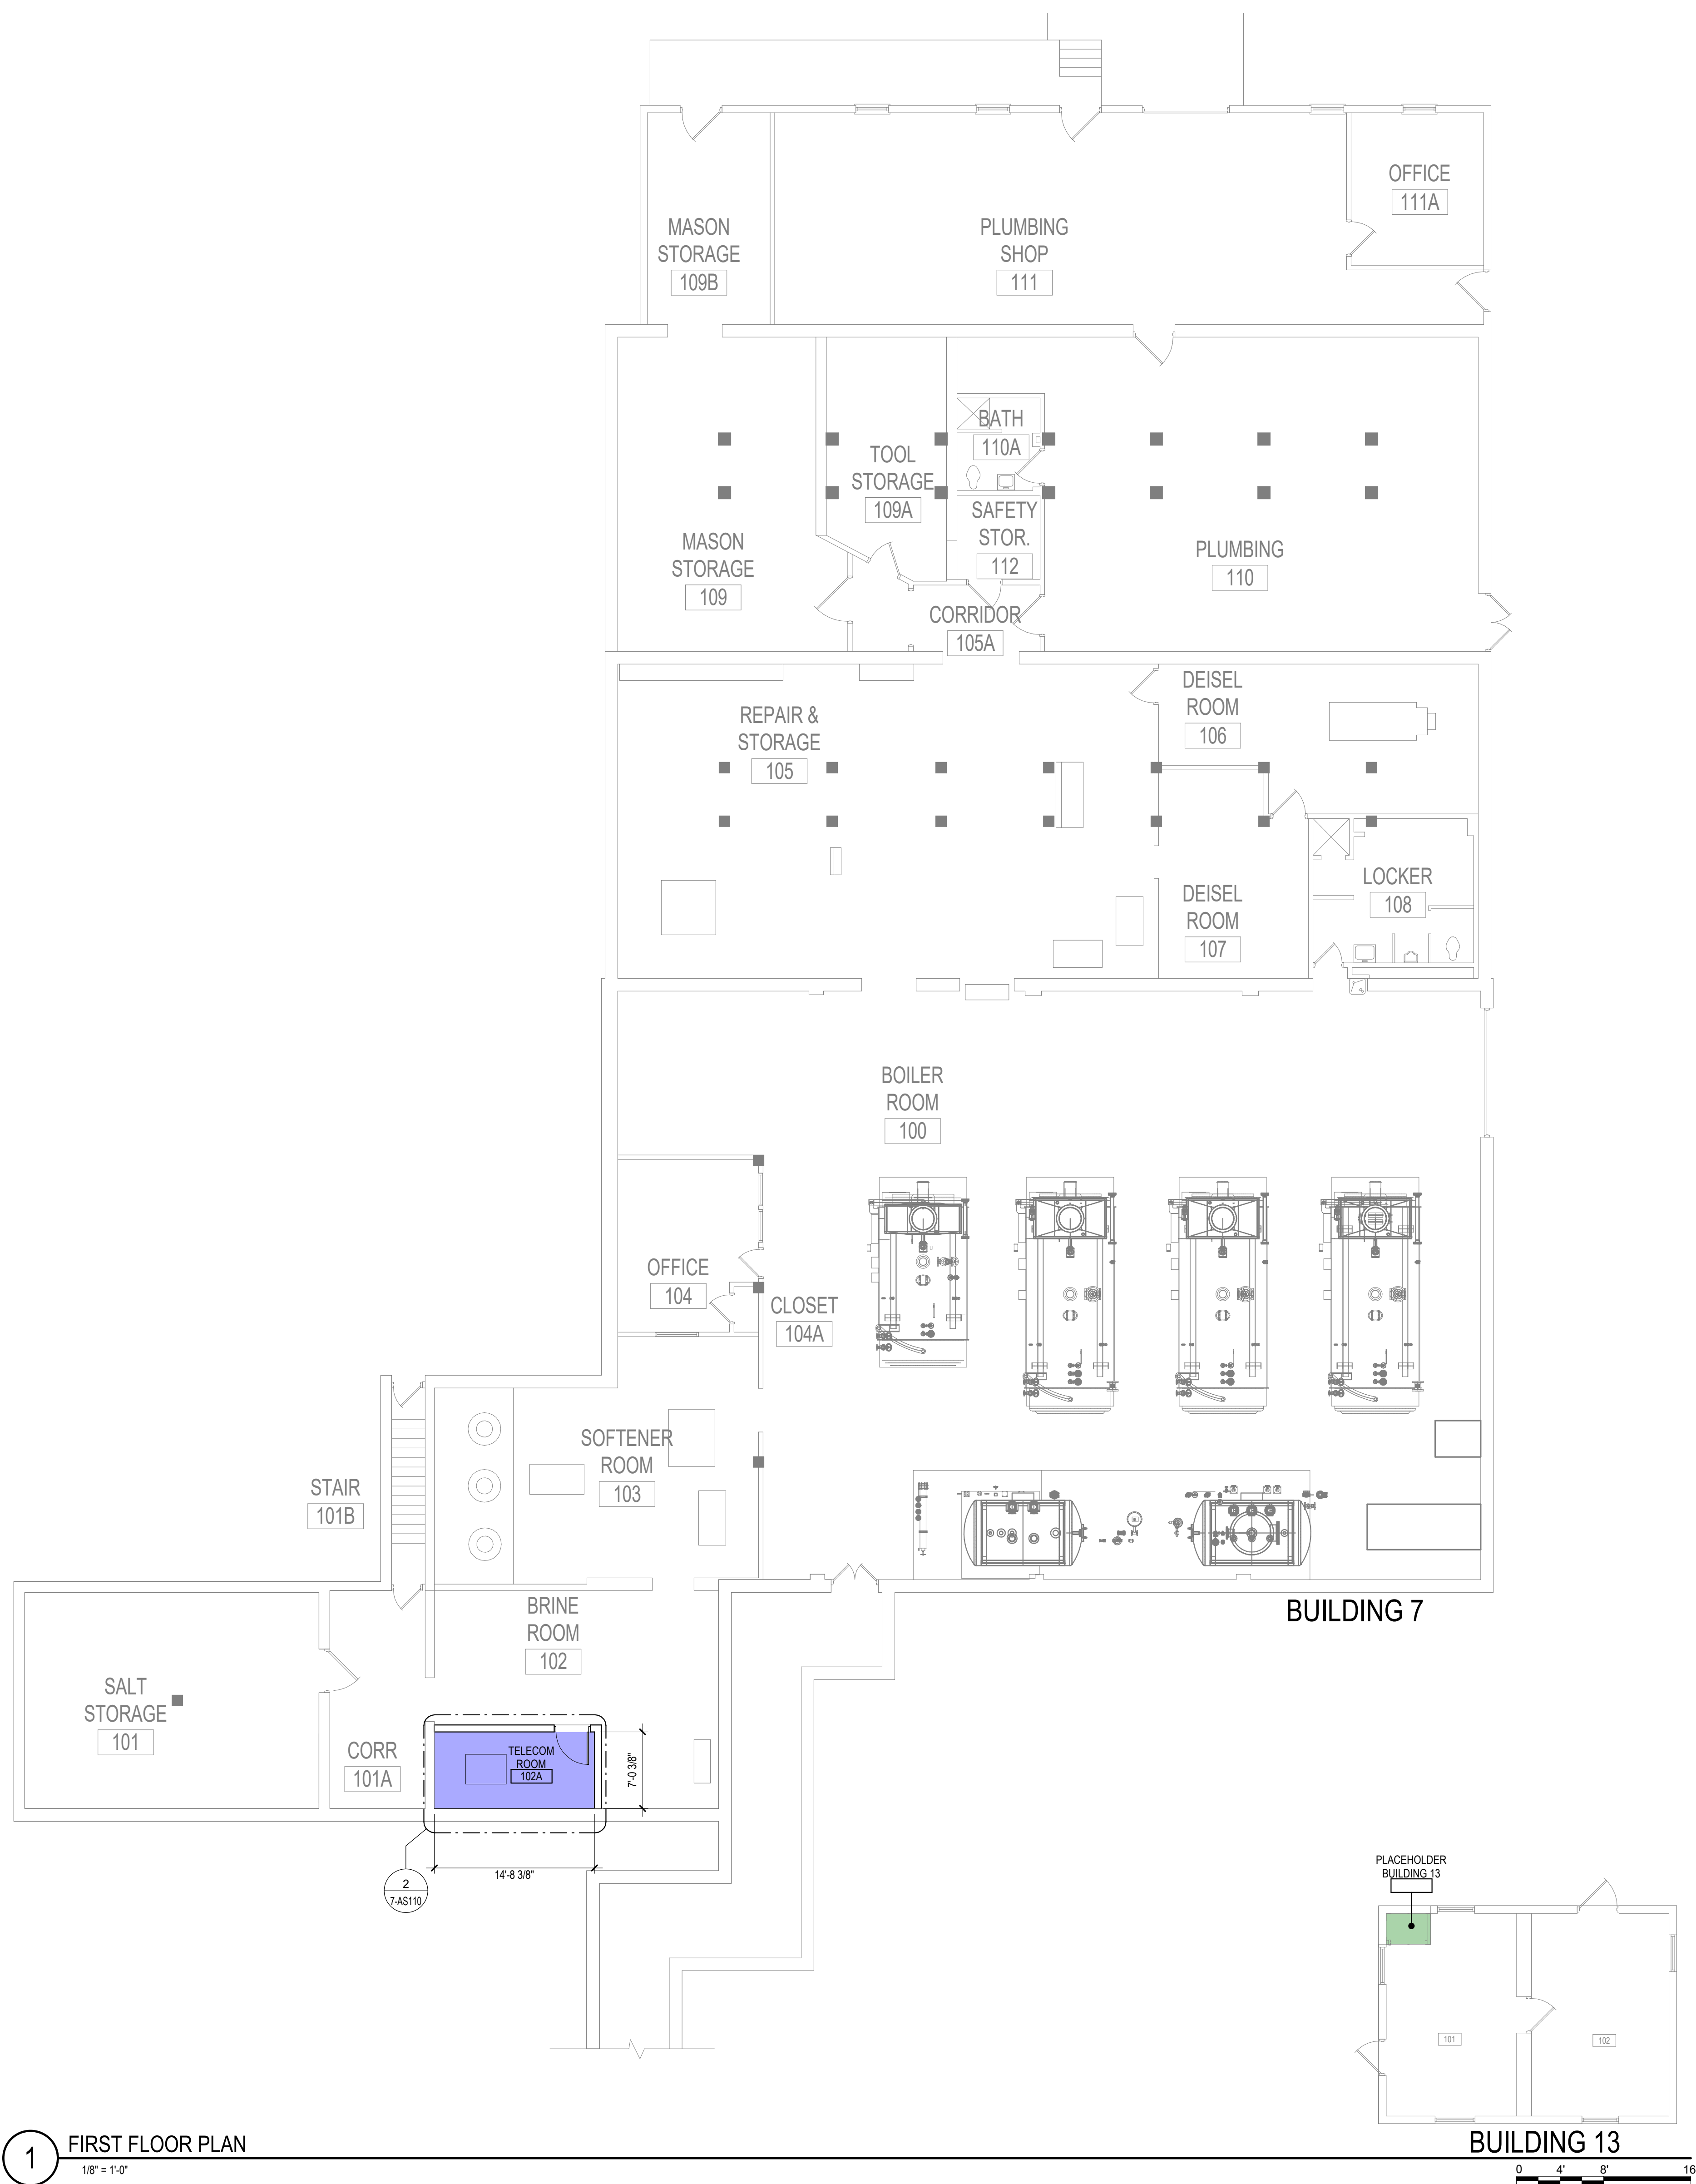 OFFICE
111A
MASON
STORAGE
109B
PLUMBING
SHOP
111
BATH
110A
TOOL
STORAGE
109A
SAFETY
STOR.
112
MASON
STORAGE
109
PLUMBING
110
CORRIDOR
105A
DEISEL
ROOM
106
REPAIR &
STORAGE
105
LOCKER
108
DEISEL
ROOM
107
BOILER
ROOM
100
OFFICE
104
CLOSET
104A
SOFTENER
ROOM
103
STAIR
101B
BUILDING 7
BRINE
ROOM
102
SALT
STORAGE
101
CORR
101A
TELECOM
ROOM
102A
7'-0 3/8"
14'-8 3/8"
2
7-AS110
PLACEHOLDER
BUILDING 13
101
102
BUILDING 13
1
FIRST FLOOR PLAN
1/8" = 1'-0"
0 4' 8' 16